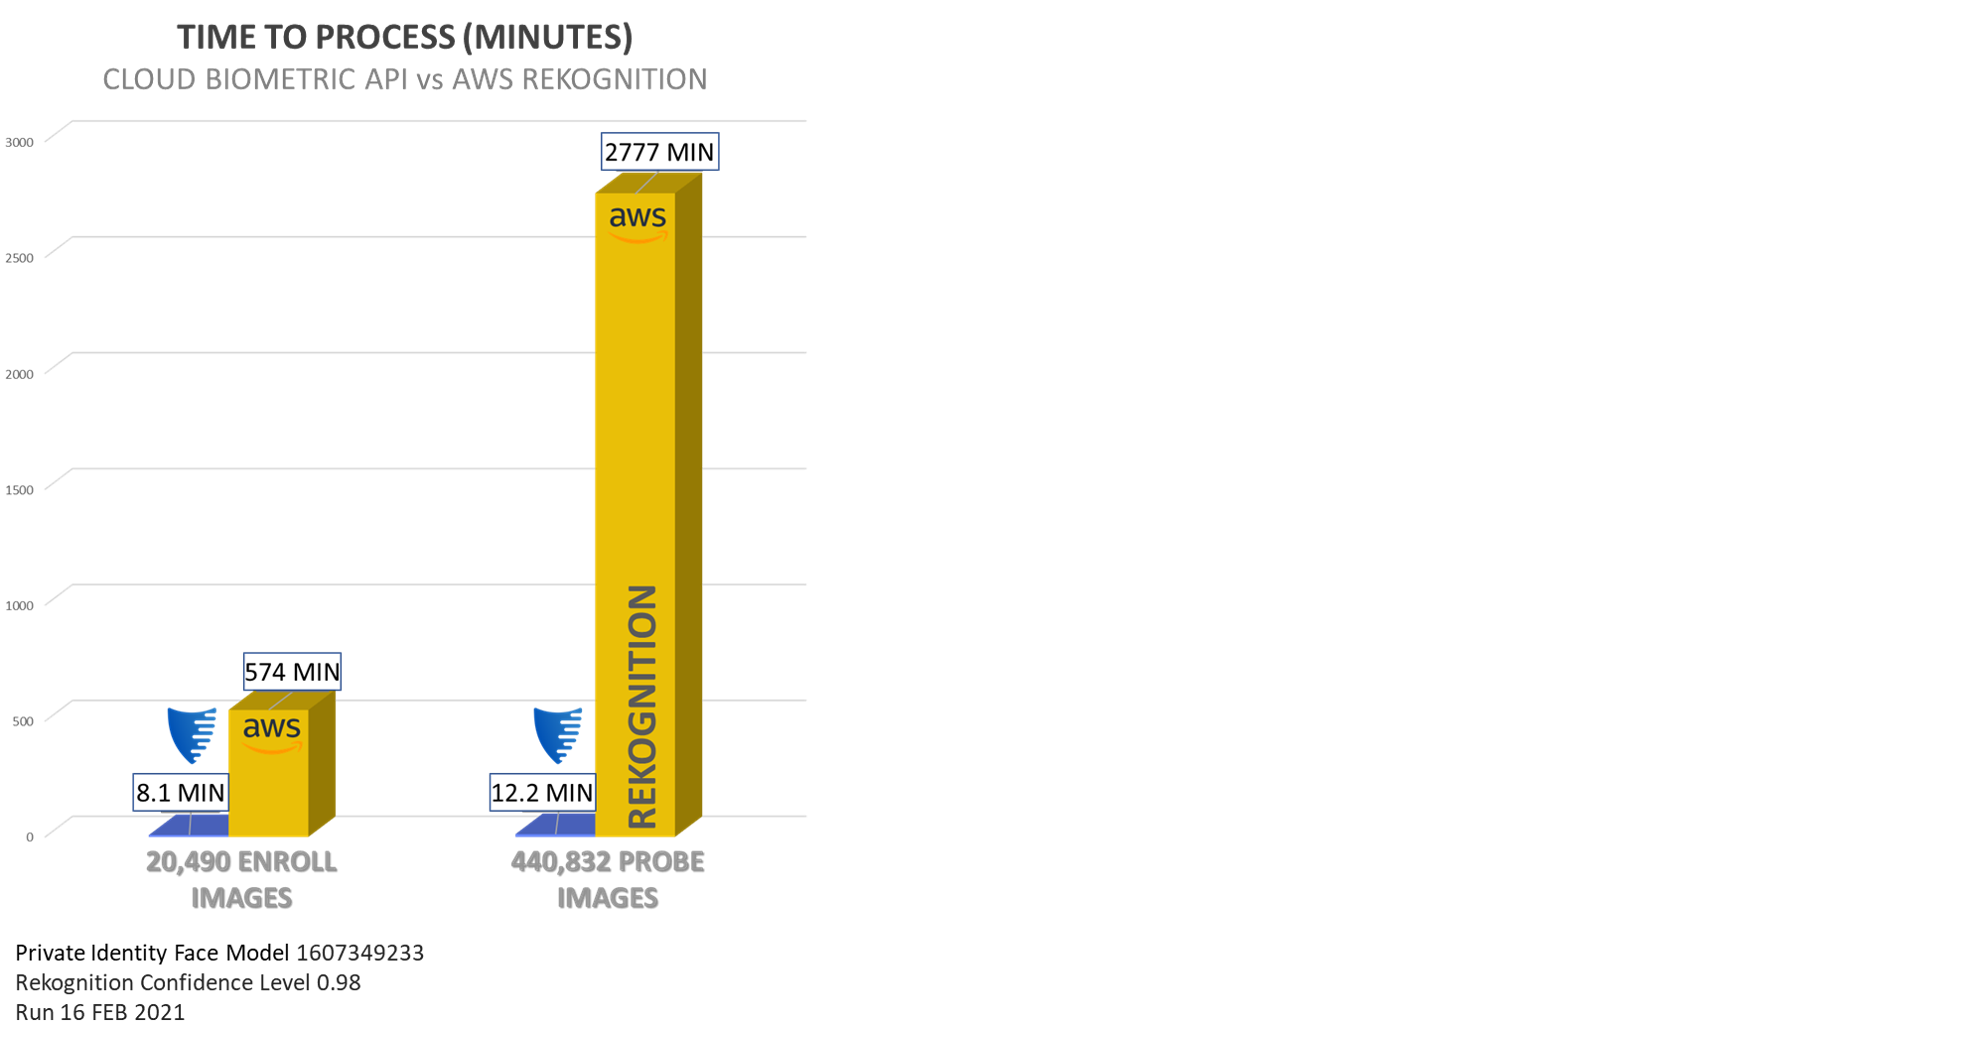 TIME TO PROCESS (MINUTES)
CLOUD BIOMETRIC API vs AWS REKOGNITION
3000
2500
2000
1500
1000
500
0
2777 MIN
aws
574 MIN
aws
8.1 MIN
12.2 MIN
REKOGNITION
20,490 ENROLL
IMAGES
440,832 PROBE
IMAGES
Private Identity Face Model 1607349233
Rekognition Confidence Level 0.98
Run 16 FEB 2021